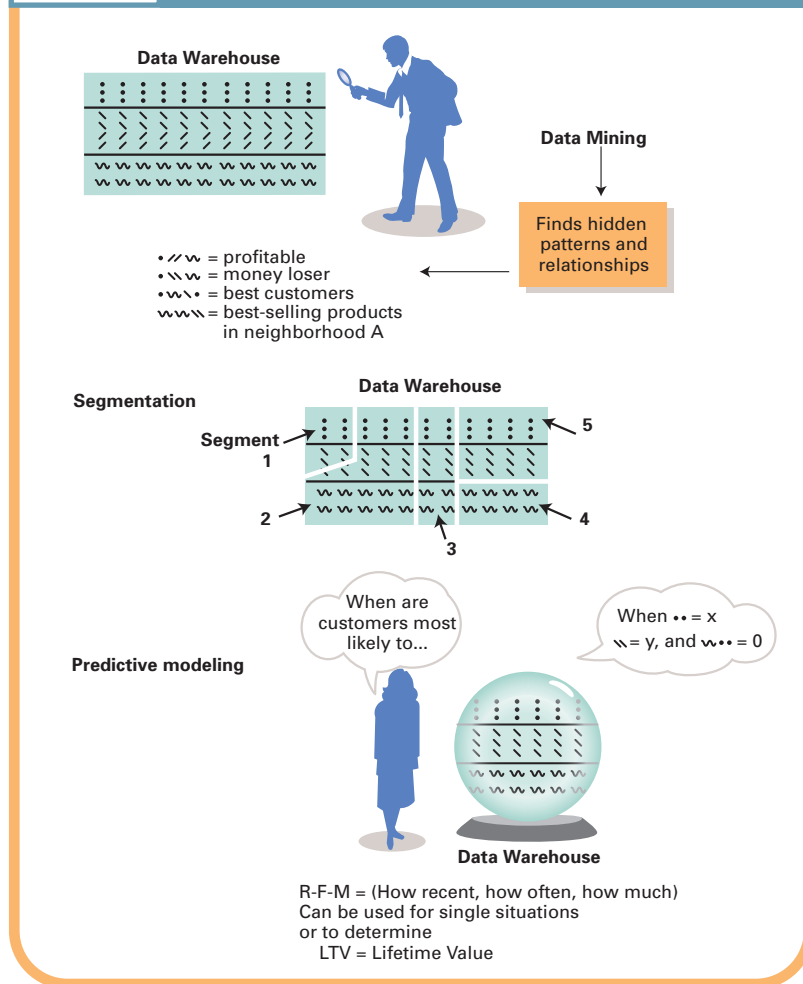 Data Warehouse
Data Mining
Finds hidden
patterns and
relationships
= profitable
= money loser
= best customers
= best-selling products
in neighborhood A
Data Warehouse
Segmentation
Segment
1
5
2
3
4
When are
customers most
likely to...
When •• = x
\\ = y, and ∿ •• = 0
Predictive modeling
Data Warehouse
R-F-M = (How recent, how often, how much)
Can be used for single situations
or to determine
LTV = Lifetime Value